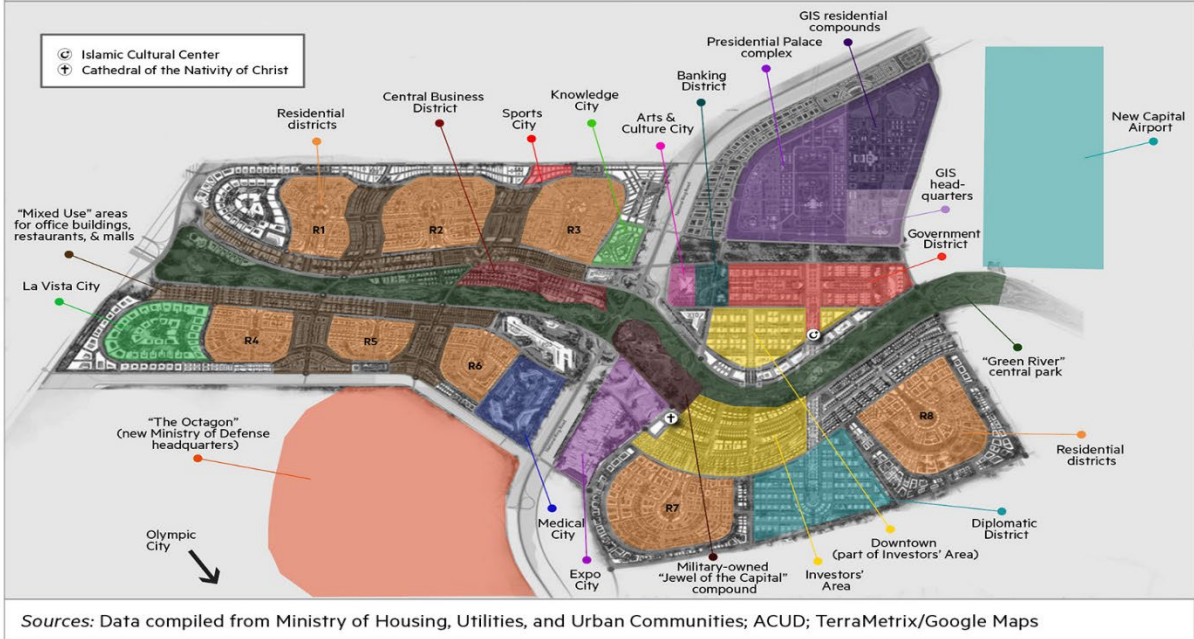 Islamic Cultural Center
Cathedral of the Nativity of Christ
GIS residential
compounds
Presidential Palace
complex
Banking
District
Knowledge
City
Central Business
District
Sports
City
Arts &
Culture City
Residential
districts
New Capital
Airport
GIS
head-
quarters
"Mixed Use" areas
for office buildings,
restaurants, & malls
Government
District
La Vista City
R1
R2
R3
R4
R5
R6
R7
R8
"Green River"
central park
"The Octagon"
(new Ministry of Defense
headquarters)
Residential
districts
Olympic
City
Medical
City
Expo
City
Military-owned
"Jewel of the Capital"
compound
Investors'
Area
Downtown
(part of Investors' Area)
Diplomatic
District
Sources: Data compiled from Ministry of Housing, Utilities, and Urban Communities; ACUD; TerraMetrix/Google Maps